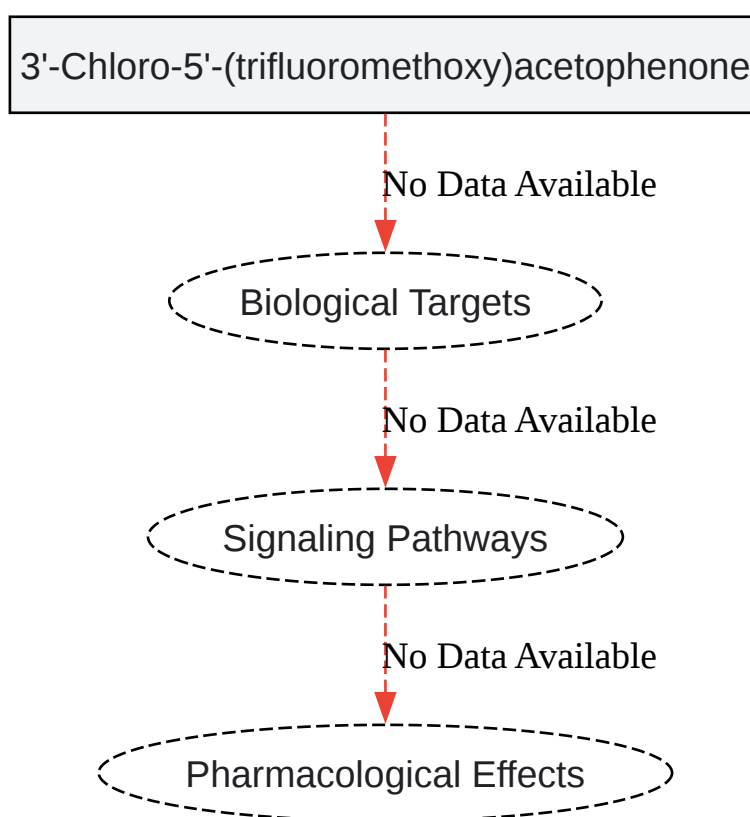 3'-Chloro-5'-(trifluoromethoxy)acetophenone
No Data Available
Biological Targets
No Data Available
Signaling Pathways
No Data Available
Pharmacological Effects